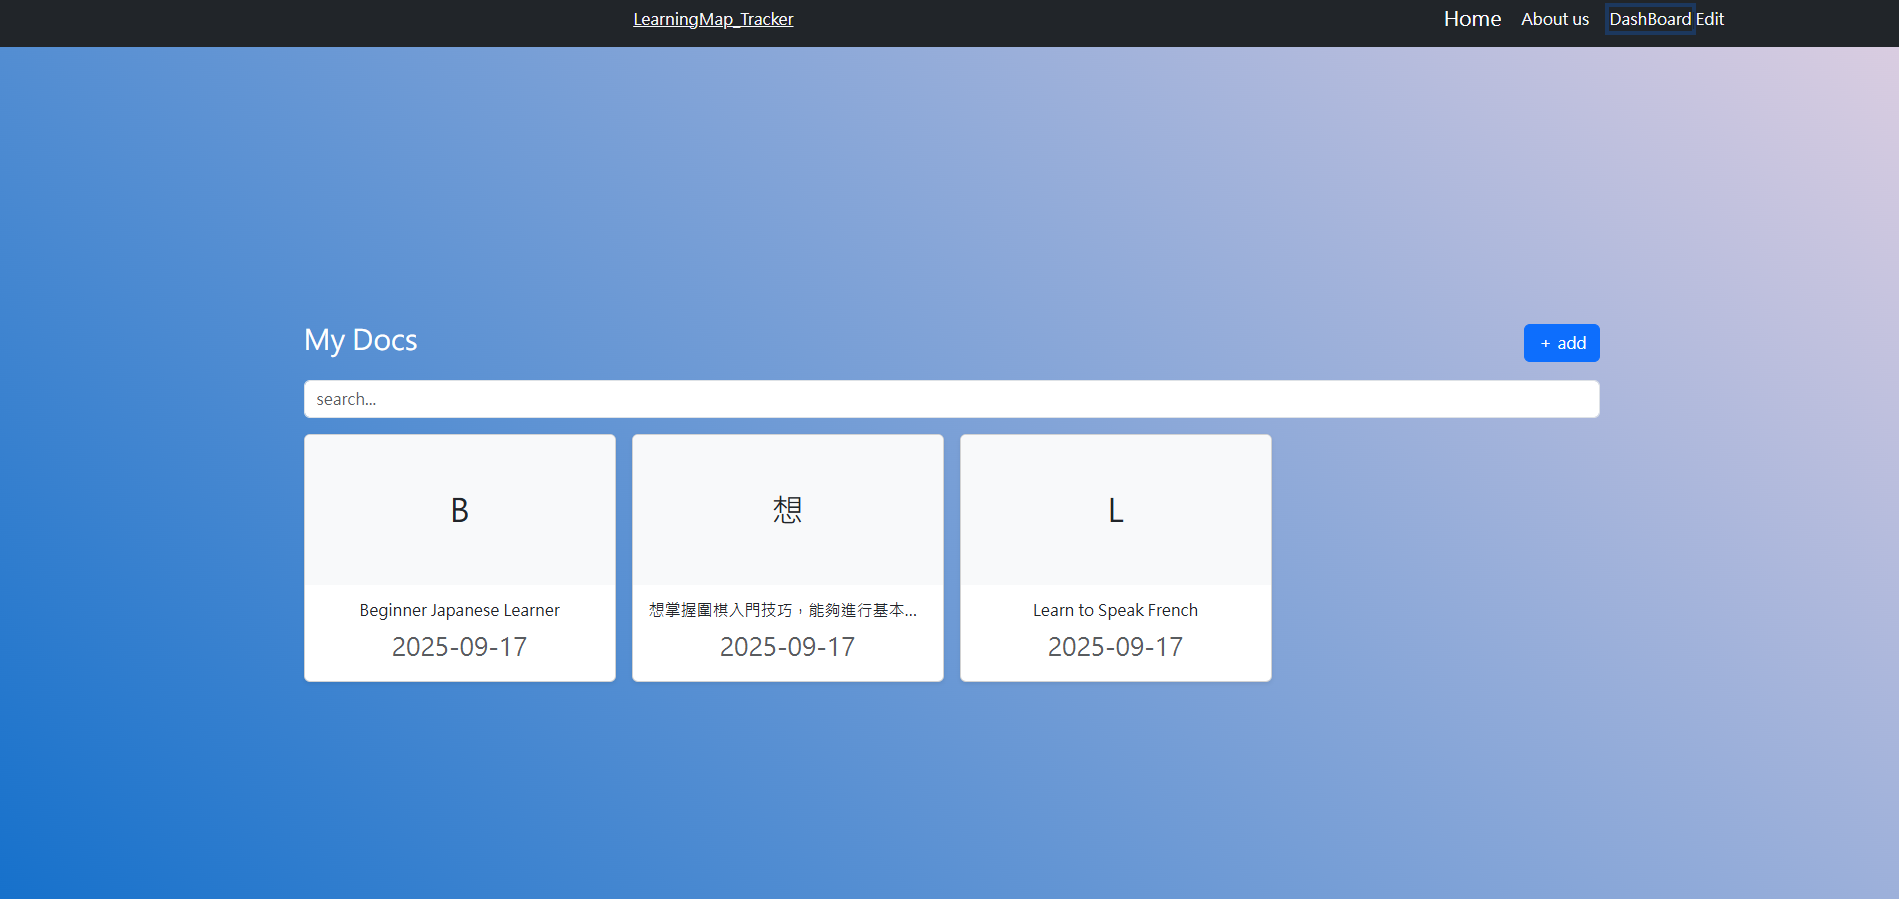 LearningMap_Tracker
Home About us DashBoard Edit
My Docs
+ add
search...
B
想
L
Beginner Japanese Learner
想掌握圍棋入門技巧，能夠進行基本...
Learn to Speak French
2025-09-17
2025-09-17
2025-09-17